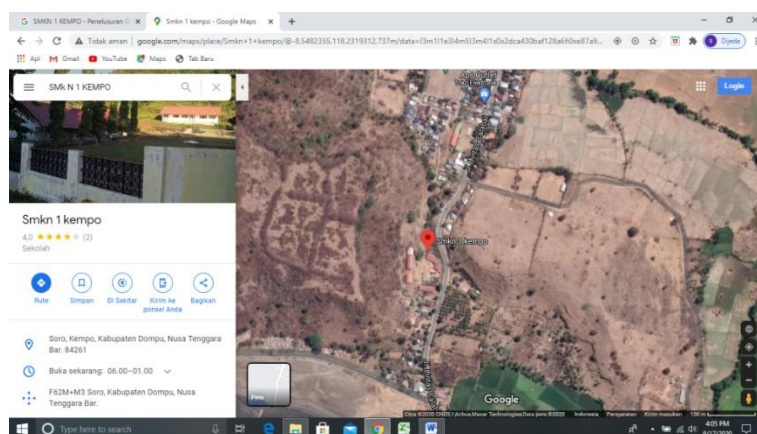 SMKN 1 KEMPO - Penelusuran G
Smkn 1 kempo - Google Maps
Tidak aman
google.com/maps/place/Smkn+1+kempo/@-8.5482355,118.2319312,737m/
Dijeda
Apl
Gmail
YouTube
Maps
Tab Baru
SMk N 1 KEMPO
Login
Smkn 1 kempo
4,0 (2)
Sekolah
Rute
Simpan
Di Sekitar
Kirim ke ponsel Anda
Bagikan
Soro, Kempo, Kabupaten Dompu, Nusa Tenggara
Bar. 84261
Buka sekarang: 06.00–01.00
F62M+M3 Soro, Kabupaten Dompu, Nusa
Tenggara Bar.
Smkn 1 kempo
Peta
Google
Indonesia
Persyaratan
Kirim masukan
100 m
Type here to search
4:05 PM